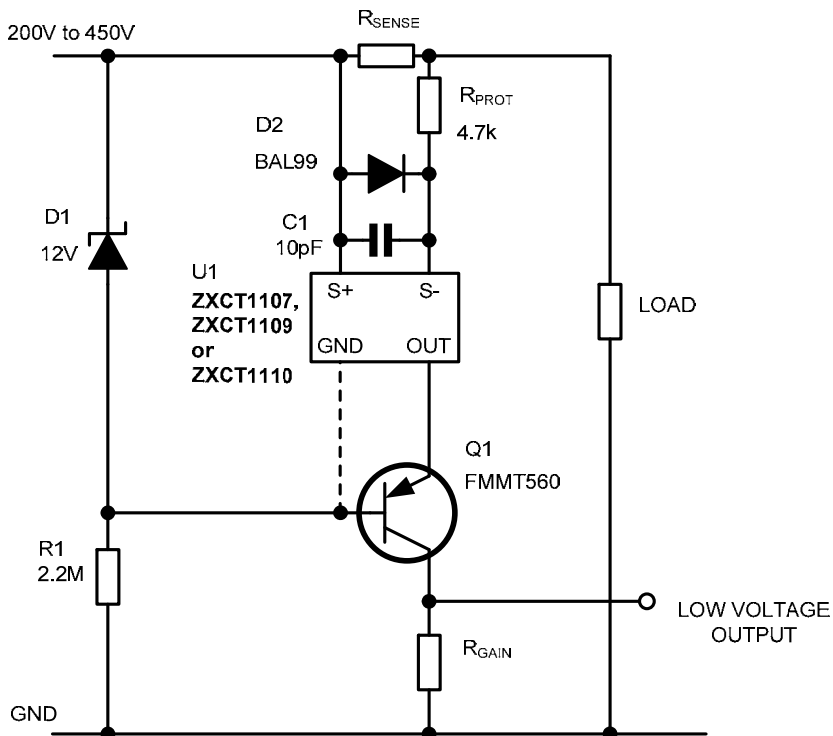 200V to 450V
RSENSE
RPROT
4.7k
D2
BAL99
D1
12V
C1
10pF
U1
ZXCT1107,
ZXCT1109
or
ZXCT1110
S+ S-
GND OUT
LOAD
Q1
FMMT560
R1
2.2M
LOW VOLTAGE
OUTPUT
RGAIN
GND